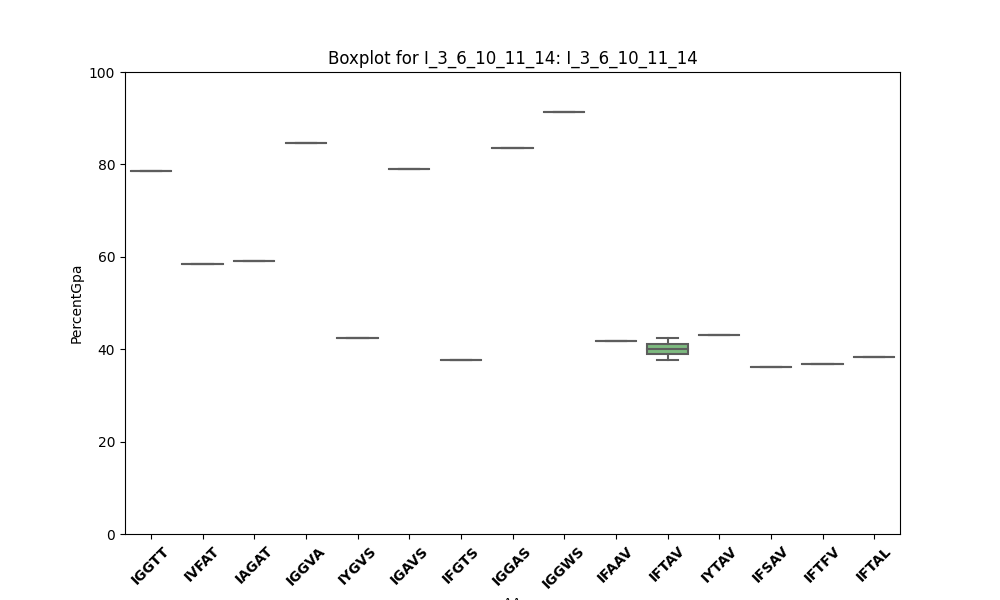 Boxplot for I_3_6_10_11_14: I_3_6_10_11_14
100
80
60
40
20
0
PercentGpa
IGGTT
IVFAT
IAGAT
IGGVA
IYGVS
IGAVS
IFGTS
IGGAS
IGGWS
IFAAV
IFTAV
IYTAV
IFSAV
IFTFV
IFTAL